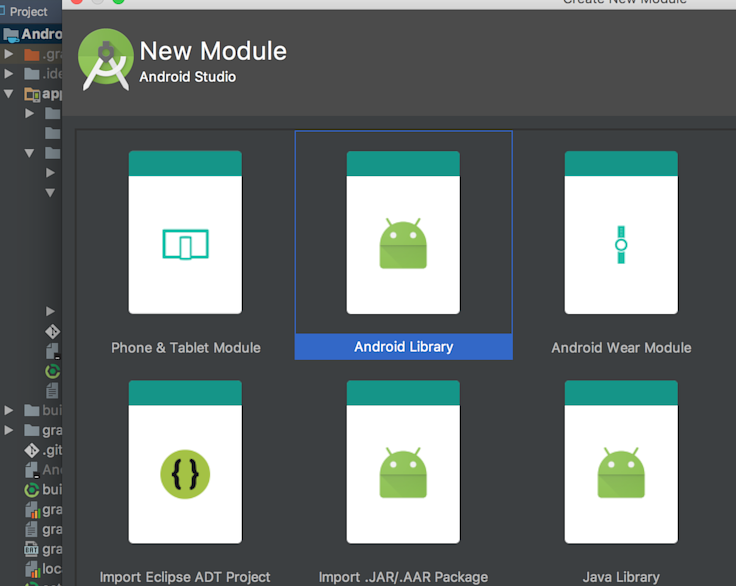 Project
Create New Module
Andro
New Module
Android Studio
.gra
.ide
app
Phone & Tablet Module
Android Library
Android Wear Module
bui
gra
.git
And
bui
gra
gra
gra
loc
Import Eclipse ADT Project
Import .JAR/.AAR Package
Java Library